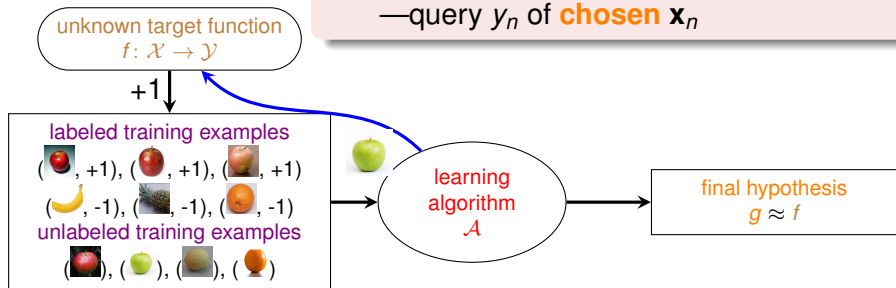 —query yₙ of chosen xₙ
unknown target function
f : 𝒳 → 𝒴
+1
labeled training examples
( , +1), ( , +1), ( , +1)
( , -1), ( , -1), ( , -1)
unlabeled training examples
( ), ( ), ( ), ( )
learning
algorithm
𝒜
final hypothesis
g ≈ f